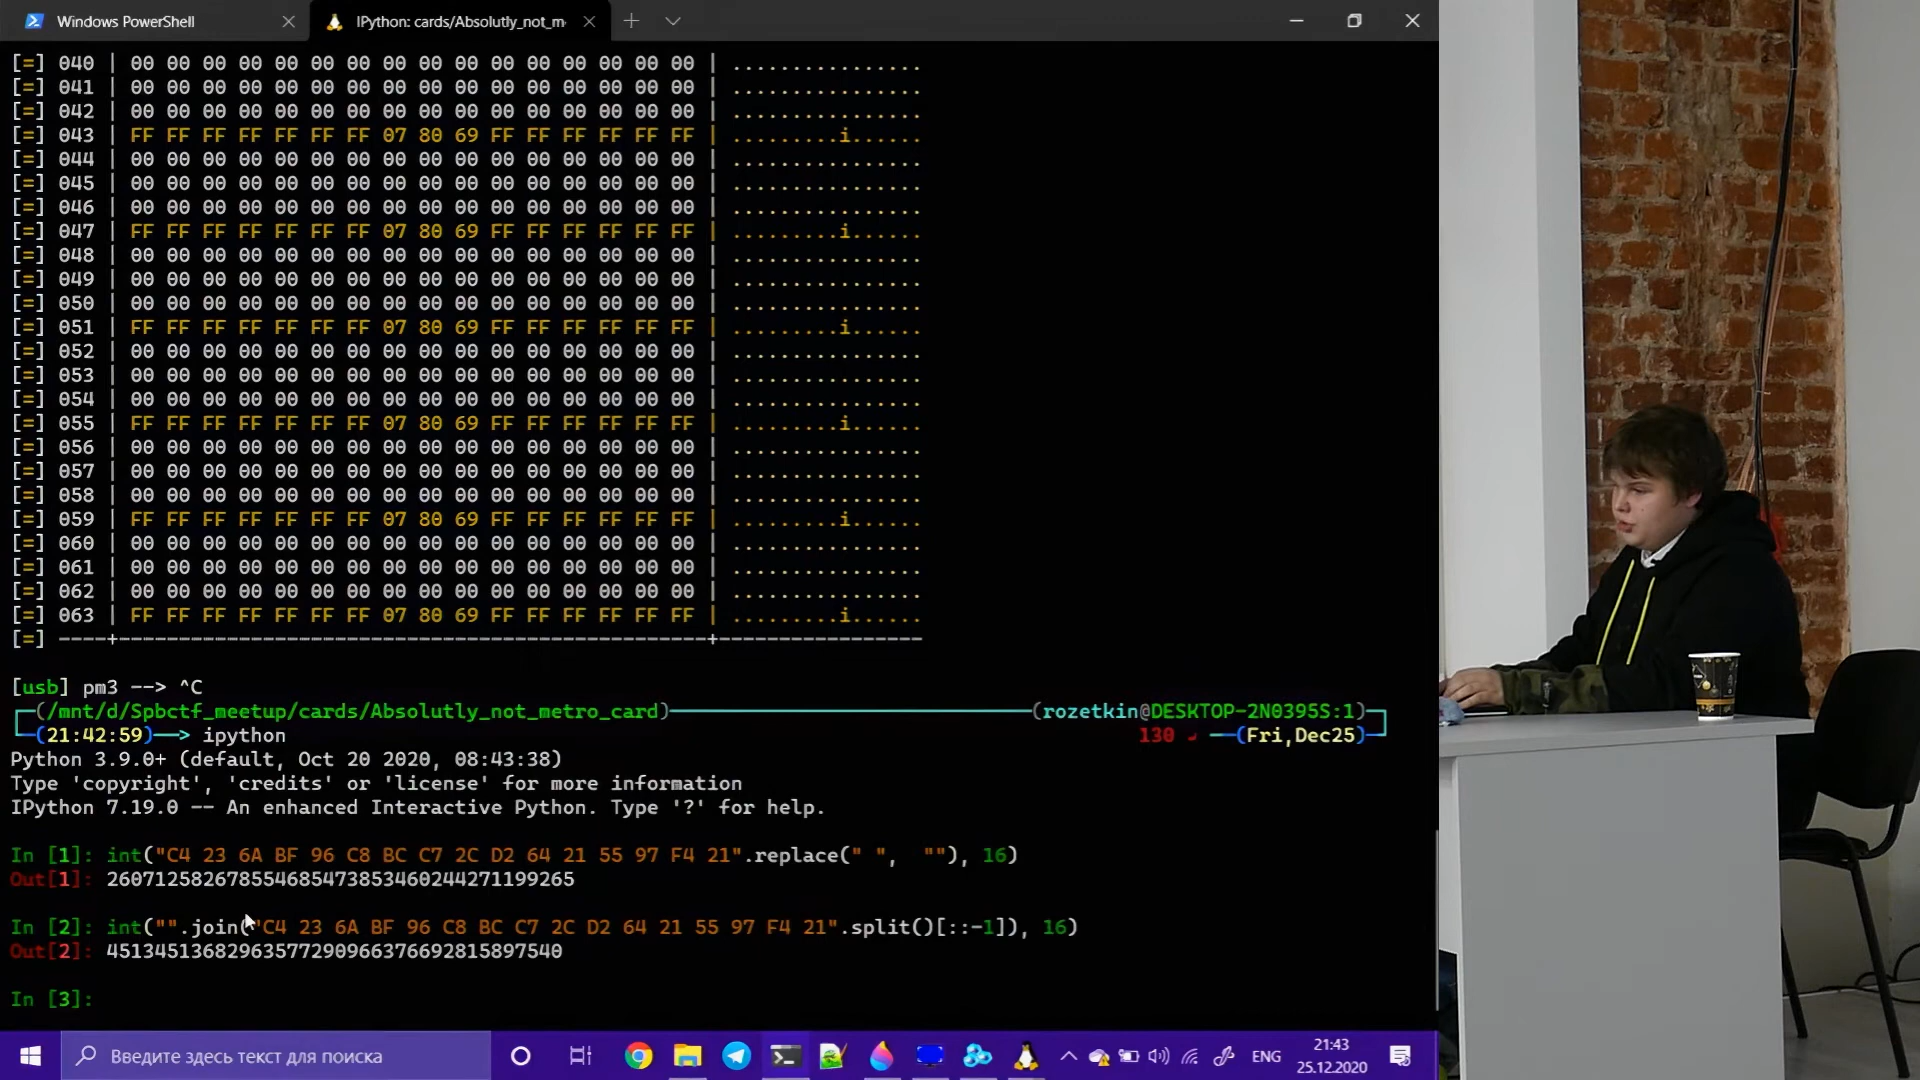 Windows PowerShell
IPython: cards/Absolutly_not_m
[=] 040 | 00 00 00 00 00 00 00 00 00 00 00 00 00 00 00 00 | ................
[=] 041 | 00 00 00 00 00 00 00 00 00 00 00 00 00 00 00 00 | ................
[=] 042 | 00 00 00 00 00 00 00 00 00 00 00 00 00 00 00 00 | ................
[=] 043 | FF FF FF FF FF FF FF 07 80 69 FF FF FF FF FF FF | .........i......
[=] 044 | 00 00 00 00 00 00 00 00 00 00 00 00 00 00 00 00 | ................
[=] 045 | 00 00 00 00 00 00 00 00 00 00 00 00 00 00 00 00 | ................
[=] 046 | 00 00 00 00 00 00 00 00 00 00 00 00 00 00 00 00 | ................
[=] 047 | FF FF FF FF FF FF FF 07 80 69 FF FF FF FF FF FF | .........i......
[=] 048 | 00 00 00 00 00 00 00 00 00 00 00 00 00 00 00 00 | ................
[=] 049 | 00 00 00 00 00 00 00 00 00 00 00 00 00 00 00 00 | ................
[=] 050 | 00 00 00 00 00 00 00 00 00 00 00 00 00 00 00 00 | ................
[=] 051 | FF FF FF FF FF FF FF 07 80 69 FF FF FF FF FF FF | .........i......
[=] 052 | 00 00 00 00 00 00 00 00 00 00 00 00 00 00 00 00 | ................
[=] 053 | 00 00 00 00 00 00 00 00 00 00 00 00 00 00 00 00 | ................
[=] 054 | 00 00 00 00 00 00 00 00 00 00 00 00 00 00 00 00 | ................
[=] 055 | FF FF FF FF FF FF FF 07 80 69 FF FF FF FF FF FF | .........i......
[=] 056 | 00 00 00 00 00 00 00 00 00 00 00 00 00 00 00 00 | ................
[=] 057 | 00 00 00 00 00 00 00 00 00 00 00 00 00 00 00 00 | ................
[=] 058 | 00 00 00 00 00 00 00 00 00 00 00 00 00 00 00 00 | ................
[=] 059 | FF FF FF FF FF FF FF 07 80 69 FF FF FF FF FF FF | .........i......
[=] 060 | 00 00 00 00 00 00 00 00 00 00 00 00 00 00 00 00 | ................
[=] 061 | 00 00 00 00 00 00 00 00 00 00 00 00 00 00 00 00 | ................
[=] 062 | 00 00 00 00 00 00 00 00 00 00 00 00 00 00 00 00 | ................
[=] 063 | FF FF FF FF FF FF FF 07 80 69 FF FF FF FF FF FF | .........i......
[=] ----+-------------------------------------------------+-----------------
[usb] pm3 --> ^C
(/mnt/d/Spbctf_meetup/cards/Absolutly_not_metro_card) (rozetkin@DESKTOP-2N0395S:1)
(21:42:59)--> ipython 130 (Fri,Dec25)
Python 3.9.0+ (default, Oct 20 2020, 08:43:38)
Type 'copyright', 'credits' or 'license' for more information
IPython 7.19.0 -- An enhanced Interactive Python. Type '?' for help.
In [1]: int("C4 23 6A BF 96 C8 BC C7 2C D2 64 21 55 97 F4 21".replace(" ", ""), 16)
Out[1]: 260712582678554685473853460244271199265
In [2]: int("".join("C4 23 6A BF 96 C8 BC C7 2C D2 64 21 55 97 F4 21".split()[::-1]), 16)
Out[2]: 45134513682963577290966376692815897540
In [3]:
Введите здесь текст для поиска
ENG
21:43
25.12.2020